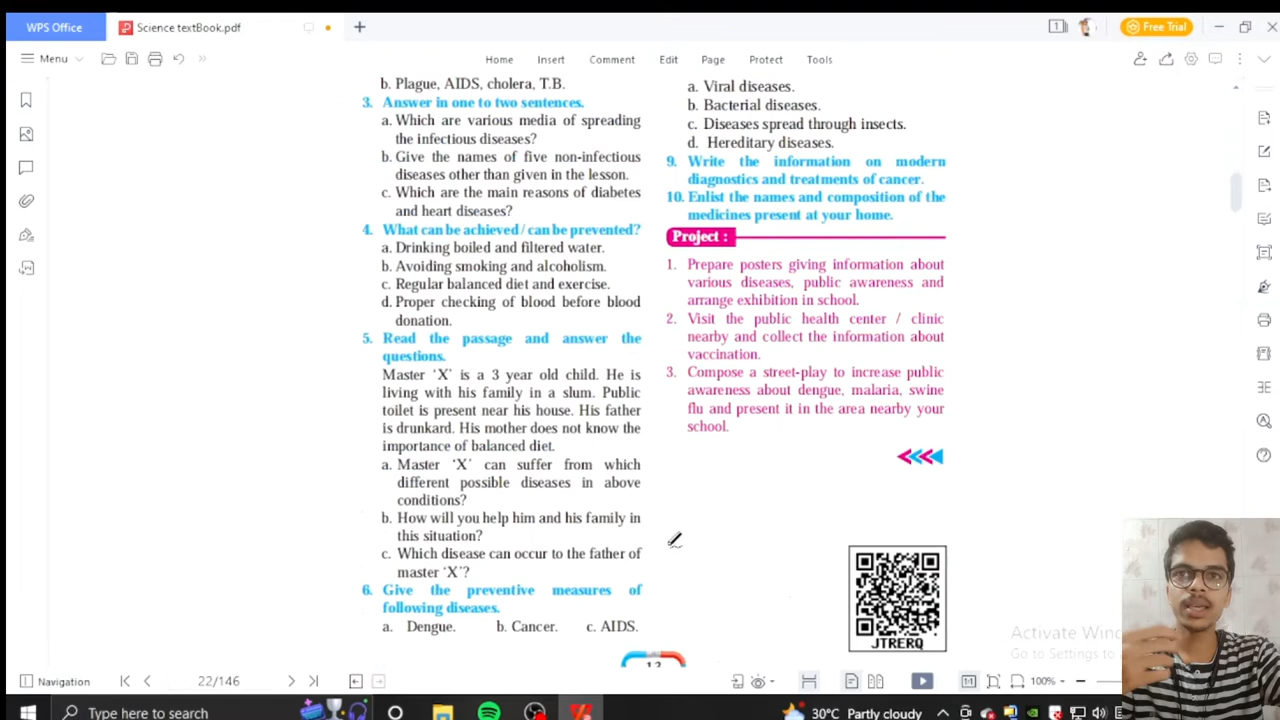 WPS Office
Science textBook.pdf
Free Trial
Menu
Home Insert Comment Edit Page Protect Tools
b. Plague, AIDS, cholera, T.B.
3. Answer in one to two sentences.
a. Which are various media of spreading
the infectious diseases?
b. Give the names of five non-infectious
diseases other than given in the lesson.
c. Which are the main reasons of diabetes
and heart diseases?
4. What can be achieved / can be prevented?
a. Drinking boiled and filtered water.
b. Avoiding smoking and alcoholism.
c. Regular balanced diet and exercise.
d. Proper checking of blood before blood
donation.
5. Read the passage and answer the
questions.
Master ‘X’ is a 3 year old child. He is
living with his family in a slum. Public
toilet is present near his house. His father
is drunkard. His mother does not know the
importance of balanced diet.
a. Master ‘X’ can suffer from which
different possible diseases in above
conditions?
b. How will you help him and his family in
this situation?
c. Which disease can occur to the father of
master ‘X’?
6. Give the preventive measures of
following diseases.
a. Dengue. b. Cancer. c. AIDS.
a. Viral diseases.
b. Bacterial diseases.
c. Diseases spread through insects.
d. Hereditary diseases.
9. Write the information on modern
diagnostics and treatments of cancer.
10. Enlist the names and composition of the
medicines present at your home.
Project :
1. Prepare posters giving information about
various diseases, public awareness and
arrange exhibition in school.
2. Visit the public health center / clinic
nearby and collect the information about
vaccination.
3. Compose a street-play to increase public
awareness about dengue, malaria, swine
flu and present it in the area nearby your
school.
JTRERQ
Activate Win
Go to Settings to
Navigation
22/146
100%
Type here to search
30°C Partly cloudy